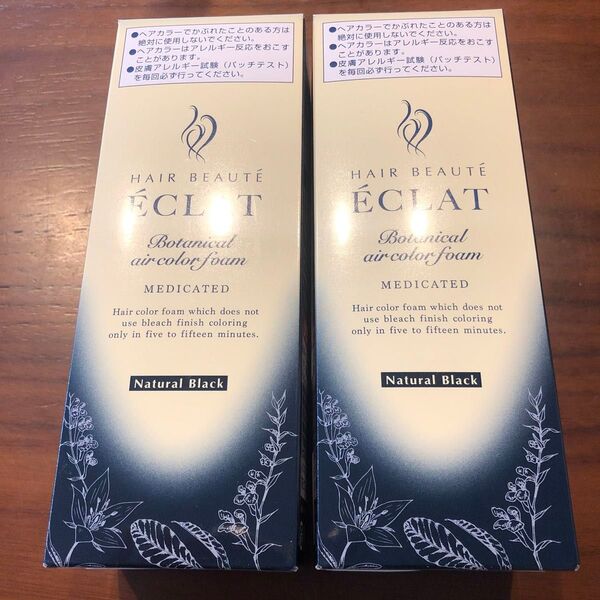 ●ヘアカラーでかぶれたことのある方は
絶対に使用しないでください。
●ヘアカラーはアレルギー反応をおこす
ことがあります。
●皮膚アレルギー試験（パッチテスト）
を毎回必ず行ってください。
HAIR BEAUTÉ
ÉCLAT
Botanical
air color foam
MEDICATED
Hair color foam which does not
use bleach finish coloring
only in five to fifteen minutes.
Natural Black
●ヘアカラーでかぶれたことのある方は
絶対に使用しないでください。
●ヘアカラーはアレルギー反応をおこす
ことがあります。
●皮膚アレルギー試験（パッチテスト）
を毎回必ず行ってください。
HAIR BEAUTÉ
ÉCLAT
Botanical
air color foam
MEDICATED
Hair color foam which does not
use bleach finish coloring
only in five to fifteen minutes.
Natural Black